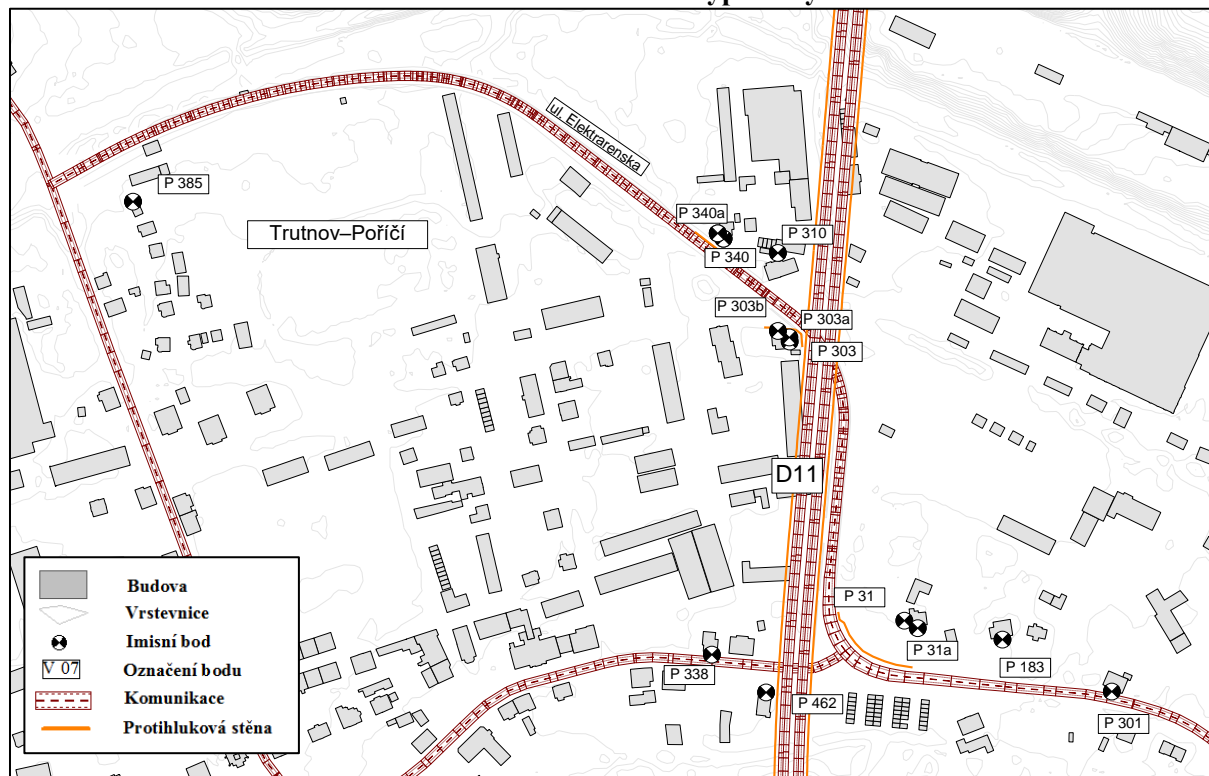 ul. Elektrarenska
P 385
P 340a
Trutnov–Poříčí
P 310
P 340
P 303b
P 303a
P 303
D11
P 31
P 31a
P 183
P 338
P 462
P 301
Budova
Vrstevnice
Imisní bod
V 07
Označení bodu
Komunikace
Protihluková stěna